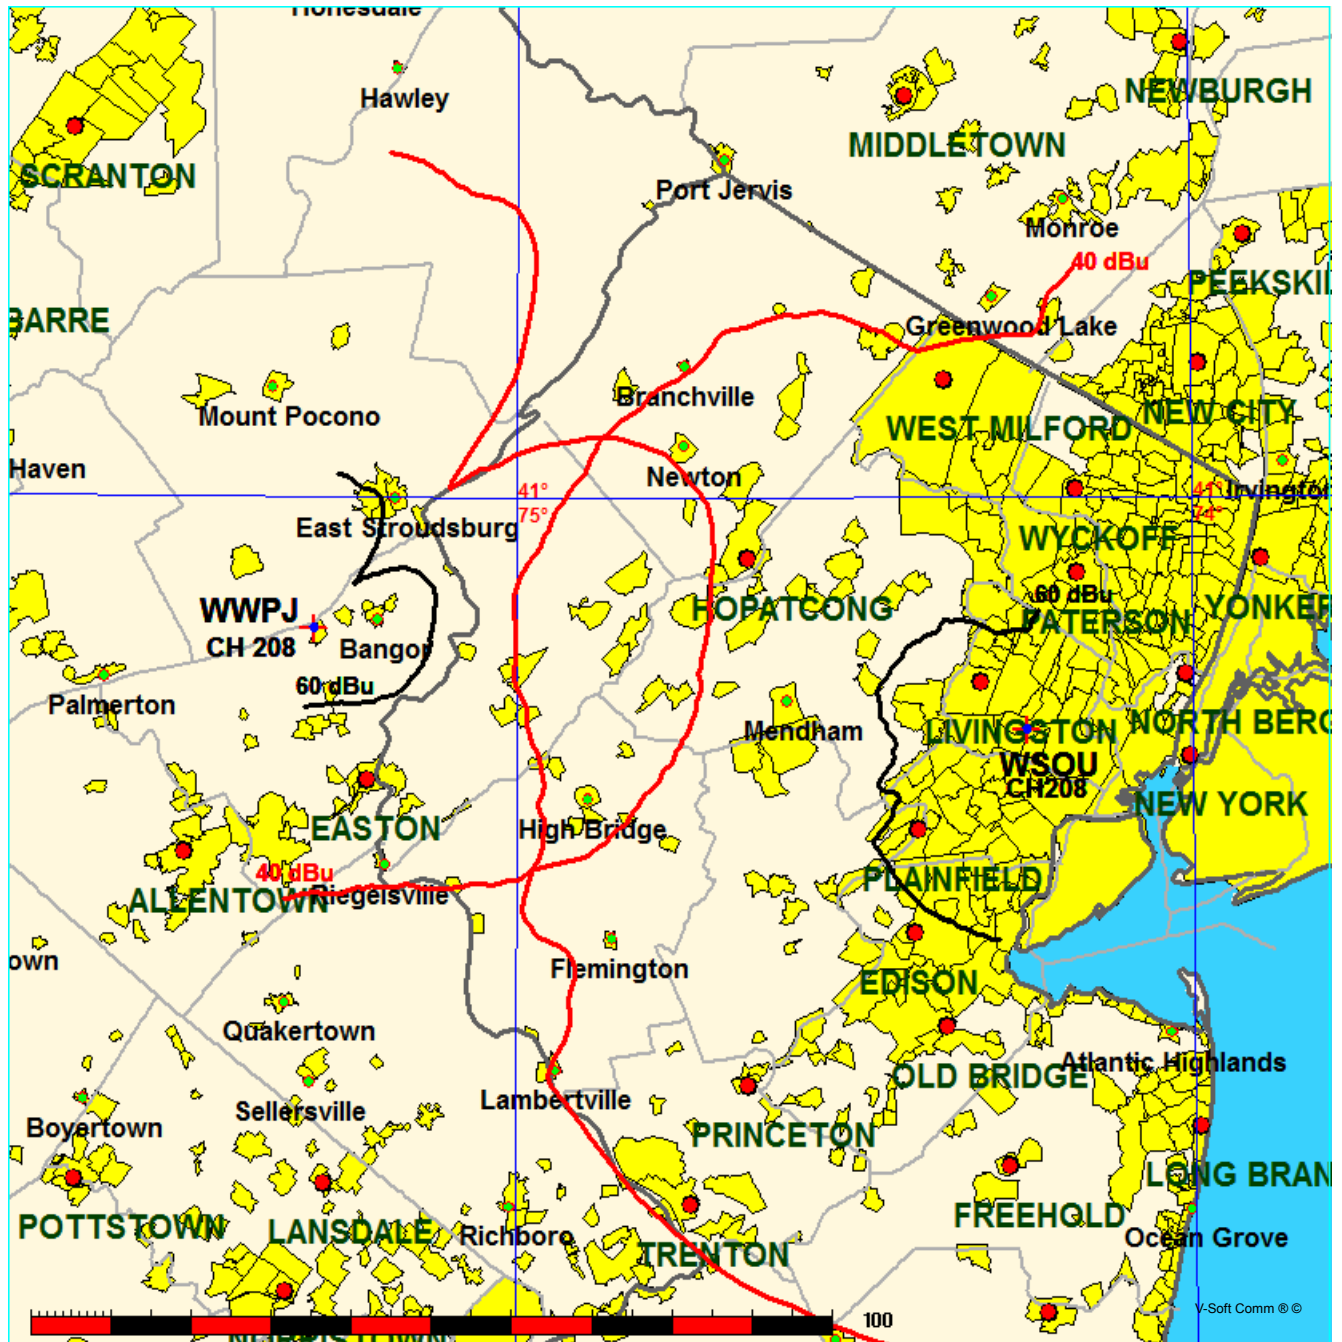 Honesdale
Hawley
NEWBURGH
MIDDLETOWN
SCRANTON
Port Jervis
Monroe
40 dBu
PEEKSKIL
BARRE
Greenwood Lake
Mount Pocono
Branchville
NEW CITY
WEST MILFORD
Haven
Newton
41°
75°
41°
74°
Irvington
East Stroudsburg
WYCKOFF
WWPJ
CH 208
Bangor
HOPATCONG
60 dBu
PATERSON
YONKER
60 dBu
Palmerton
Mendham
LIVINGSTON
NORTH BERG
WSOU
CH208
NEW YORK
EASTON
High Bridge
40 dBu
ALLENTOWN
Riegelsville
PLAINFIELD
own
Flemington
EDISON
Quakertown
Atlantic Highlands
OLD BRIDGE
Sellersville
Lambertville
Boyertown
PRINCETON
LONG BRAN
POTTSTOWN
LANSDALE
Richboro
FREEHOLD
Ocean Grove
TRENTON
100
V-Soft Comm ® ©
NORRISTOWN